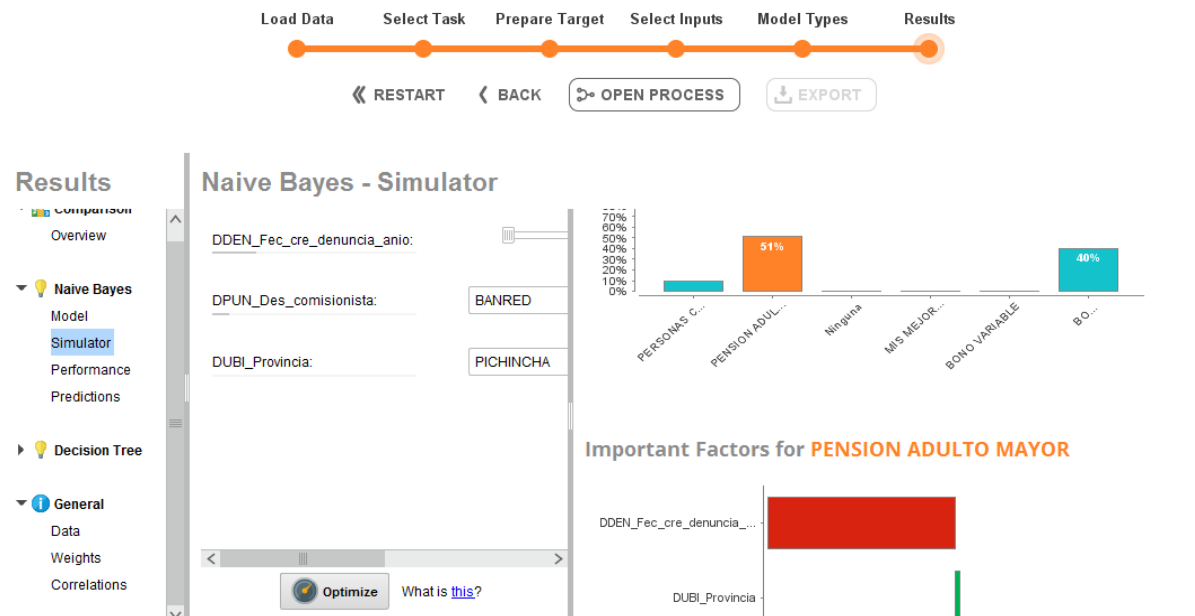 Load Data Select Task Prepare Target Select Inputs Model Types Results
RESTART BACK OPEN PROCESS EXPORT
Results
Comparison
Overview
Naive Bayes
Model
Simulator
Performance
Predictions
Decision Tree
General
Data
Weights
Correlations
Naive Bayes - Simulator
DDEN_Fec_cre_denuncia_anio:
DPUN_Des_comisionista: BANRED
DUBI_Provincia: PICHINCHA
Optimize What is this?
70%
60%
50%
40%
30%
20%
10%
0%
51%
40%
PERSONAS C...
PENSION ADUL...
Ninguna
MIS MEJOR...
BONO VARIABLE
BO...
Important Factors for PENSION ADULTO MAYOR
DDEN_Fec_cre_denuncia_...
DUBI_Provincia